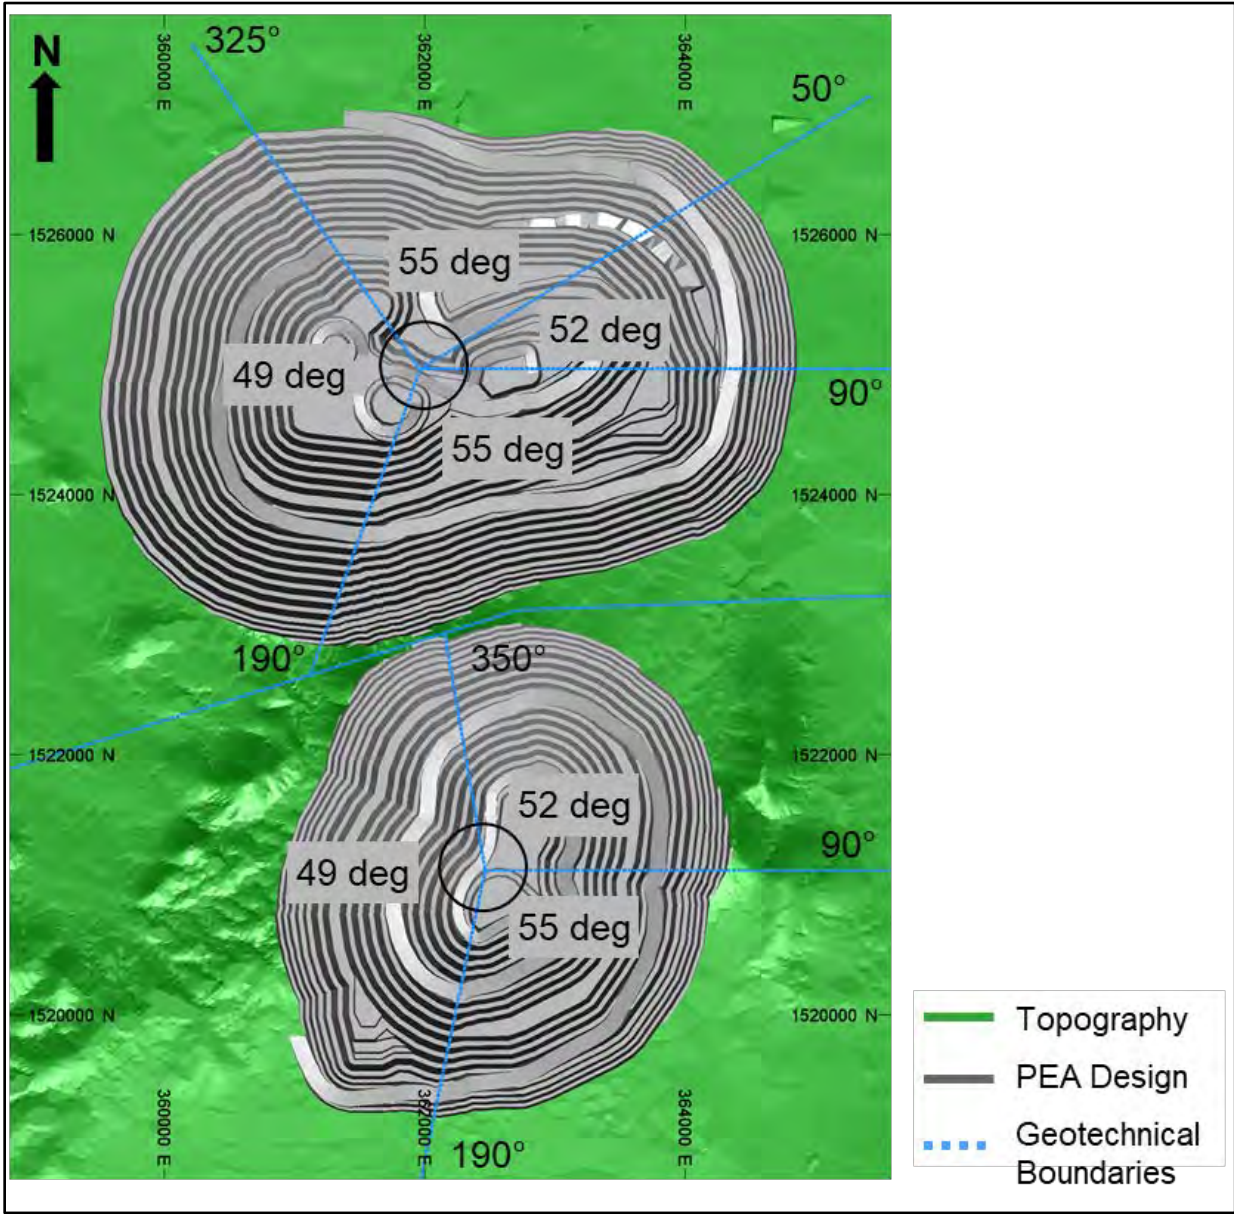 N
325°
360000 E
362000 E
364000 E
50°
1526000 N
1526000 N
55 deg
52 deg
49 deg
90°
55 deg
1524000 N
1524000 N
190°
350°
1522000 N
1522000 N
52 deg
90°
49 deg
55 deg
1520000 N
1520000 N
360000 E
362000 E
364000 E
190°
Topography
PEA Design
Geotechnical
Boundaries